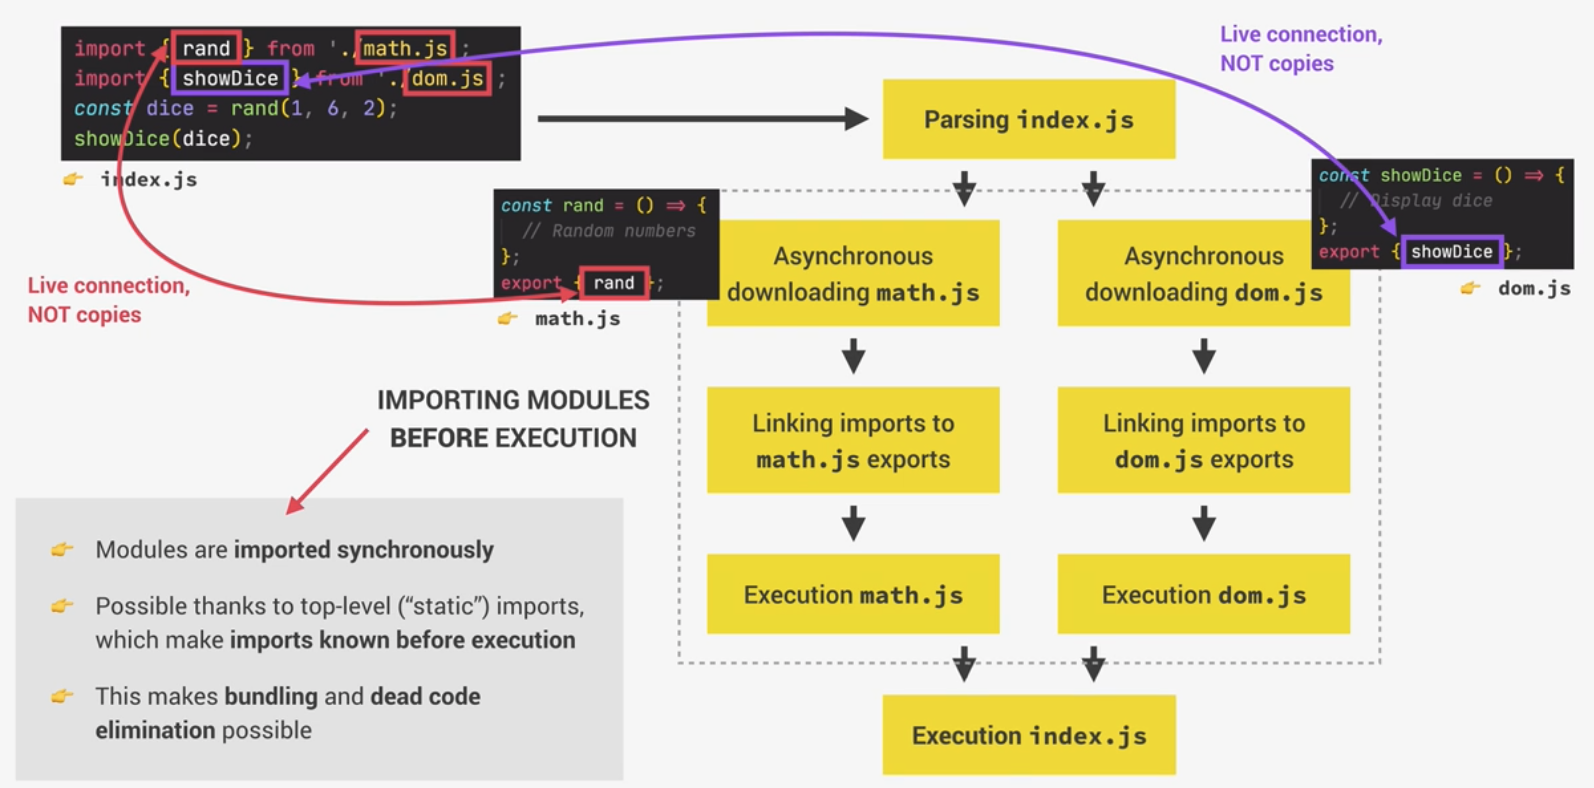 import { rand } from './math.js';
import { showDice } from './dom.js';
const dice = rand(1, 6, 2);
showDice(dice);
👉 index.js
Live connection,
NOT copies
Parsing index.js
const showDice = () => {
// Display dice
};
export { showDice };
👉 dom.js
const rand = () => {
// Random numbers
};
export { rand };
👉 math.js
Live connection,
NOT copies
Asynchronous
downloading math.js
Asynchronous
downloading dom.js
Linking imports to
math.js exports
Linking imports to
dom.js exports
Execution math.js
Execution dom.js
Execution index.js
IMPORTING MODULES
BEFORE EXECUTION
👉 Modules are imported synchronously
👉 Possible thanks to top-level (“static”) imports,
which make imports known before execution
👉 This makes bundling and dead code
elimination possible